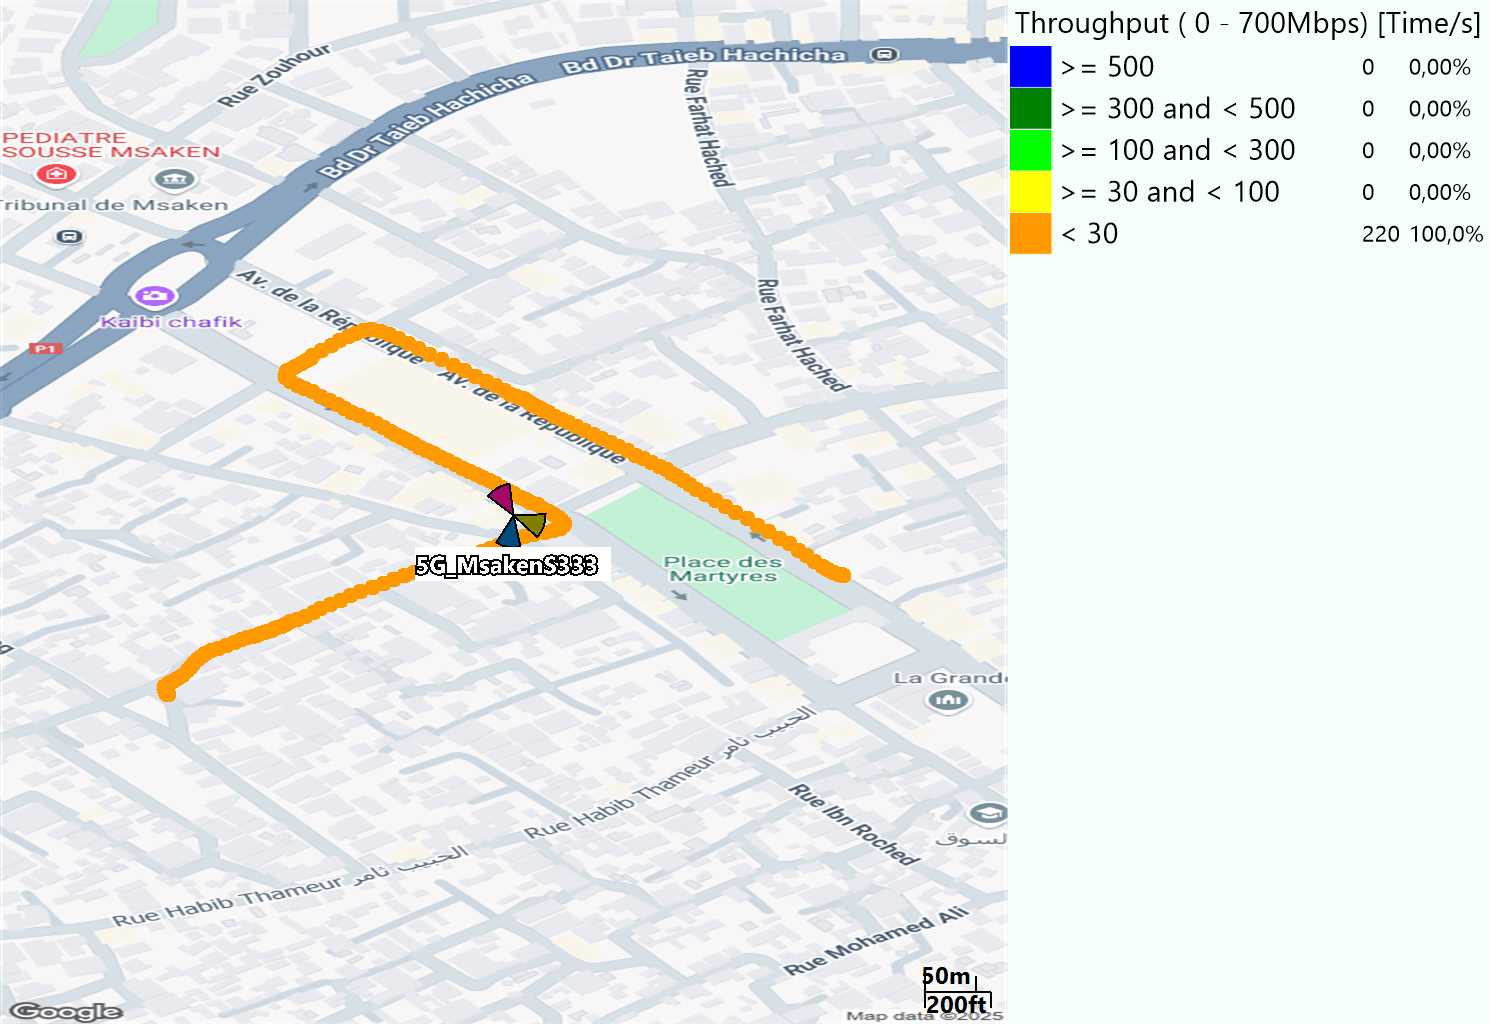 Throughput ( 0 - 700Mbps) [Time/s]
>= 500 0 0,00%
>= 300 and < 500 0 0,00%
>= 100 and < 300 0 0,00%
>= 30 and < 100 0 0,00%
< 30 220 100,0%
Bd Dr Taieb Hachicha
Rue Zouhour
Bd Dr Taieb Hachicha
Rue Farhat Hached
PEDIATRE
SOUSSE MSAKEN
Tribunal de Msaken
Av. de la République
Kaibi chafik
P1
Rue Farhat Hached
Av. de la République
5G_MsakenS333
Place des
Martyres
La Grande
الحبيب ثامر
Rue Habib Thameur
Rue Ibn Roched
السوق
Rue Habib Thameur الحبيب ثامر
Rue Mohamed Ali
50m
200ft
Google
Map data ©2025